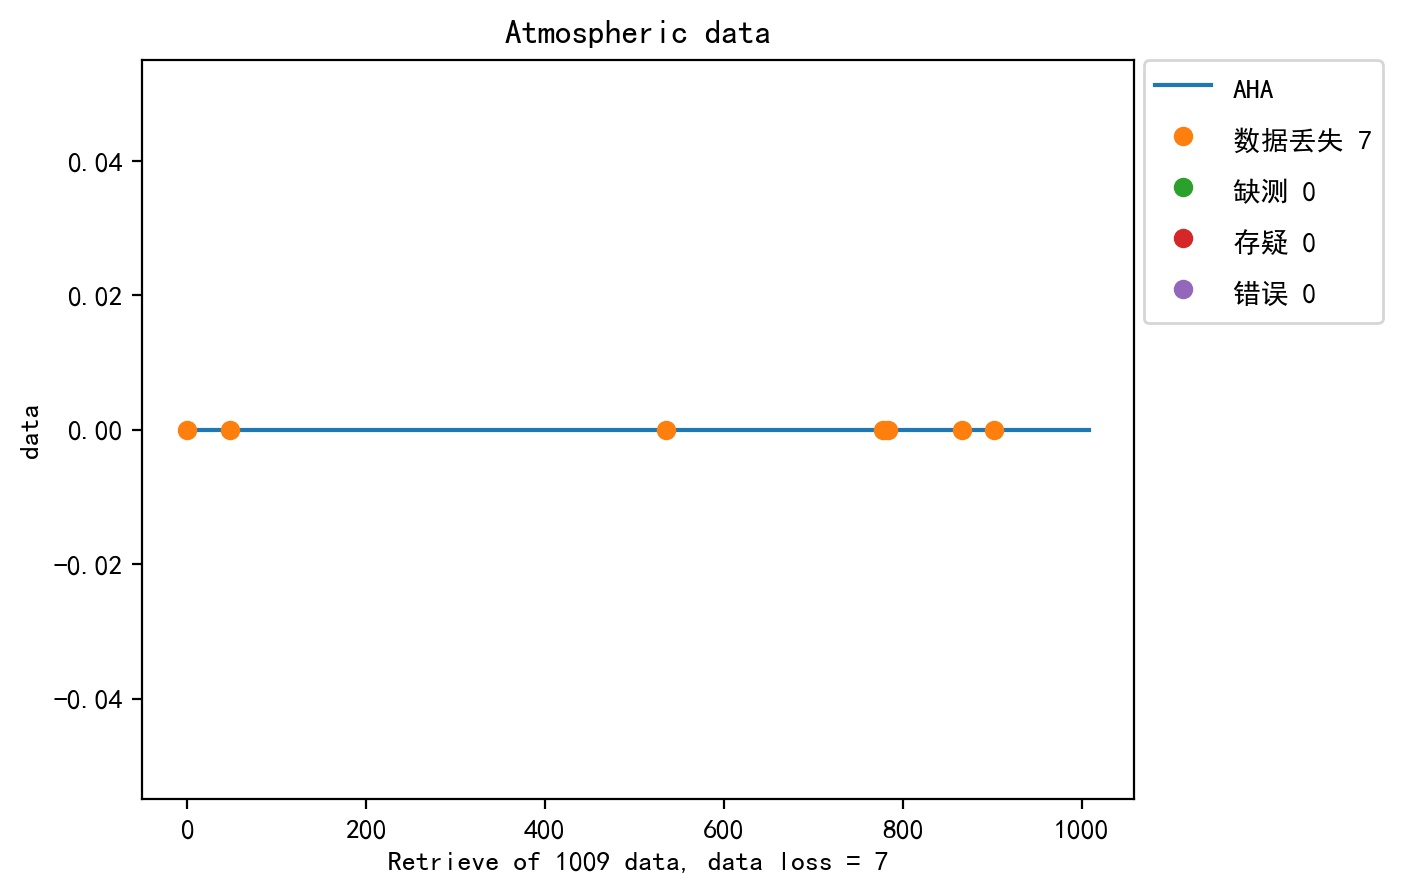 Atmospheric data
AHA
数据丢失 7
缺测 0
存疑 0
错误 0
data
0.04
0.02
0.00
−0.02
−0.04
0 200 400 600 800 1000
Retrieve of 1009 data, data loss = 7